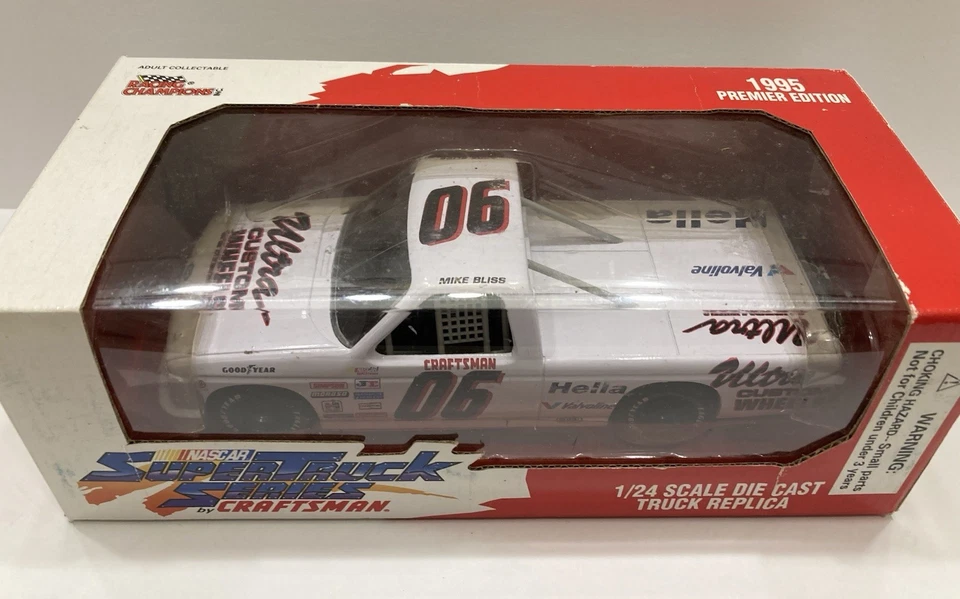 ADULT COLLECTABLE
RACING
CHAMPIONS
1995
PREMIER EDITION
06
MIKE BLISS
Ultra
CUSTOM
WHEELS
Hella
Valvoline
Ultra
GOODYEAR
CRAFTSMAN
06
Hella
Valvoline
Ultra
CUSTOM
WHEELS
WARNING:
CHOKING HAZARD--Small parts
Not for Children under 3 years
NASCAR
SUPERTRUCK
SERIES
by CRAFTSMAN
1/24 SCALE DIE CAST
TRUCK REPLICA